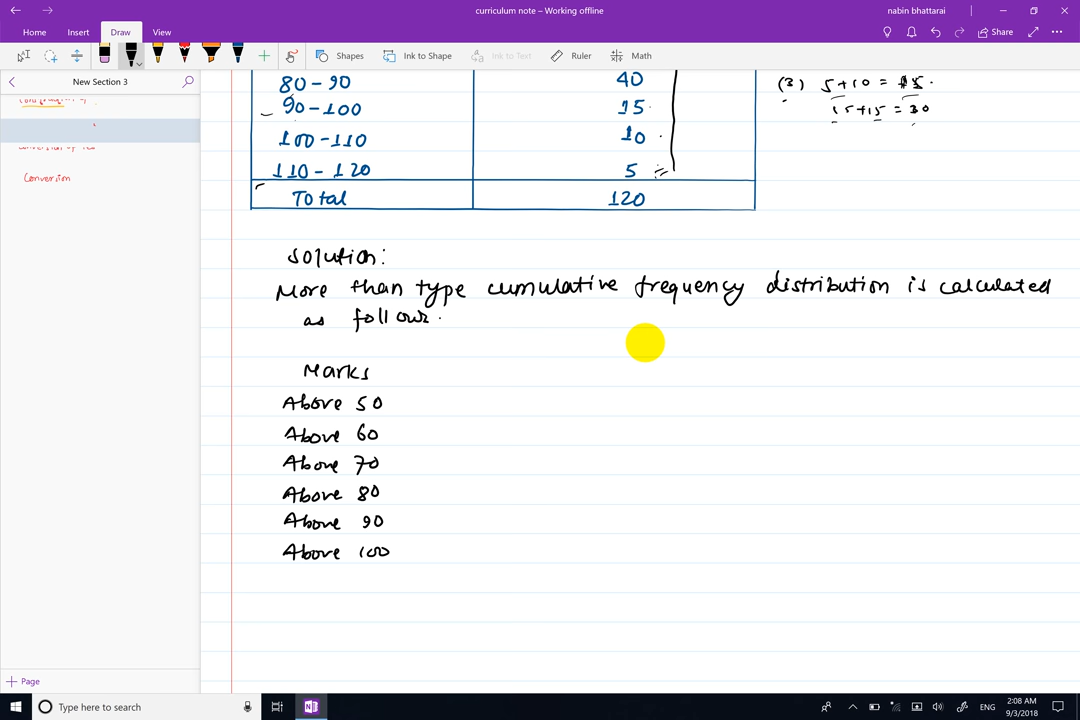 curriculum note – Working offline
nabin bhattarai
Home Insert Draw View
Share
Shapes Ink to Shape Ink to Text Ruler Math
New Section 3
Conversion
80 – 90 40
90 – 100 15
100 – 110 10
110 – 120 5
Total 120
(3) 5 + 10 = 15
15 + 15 = 30
Solution:
More than type cumulative frequency distribution is calculated
as follows.
Marks
Above 50
Above 60
Above 70
Above 80
Above 90
Above 100
Page
Type here to search
ENG
2:08 AM
9/3/2018